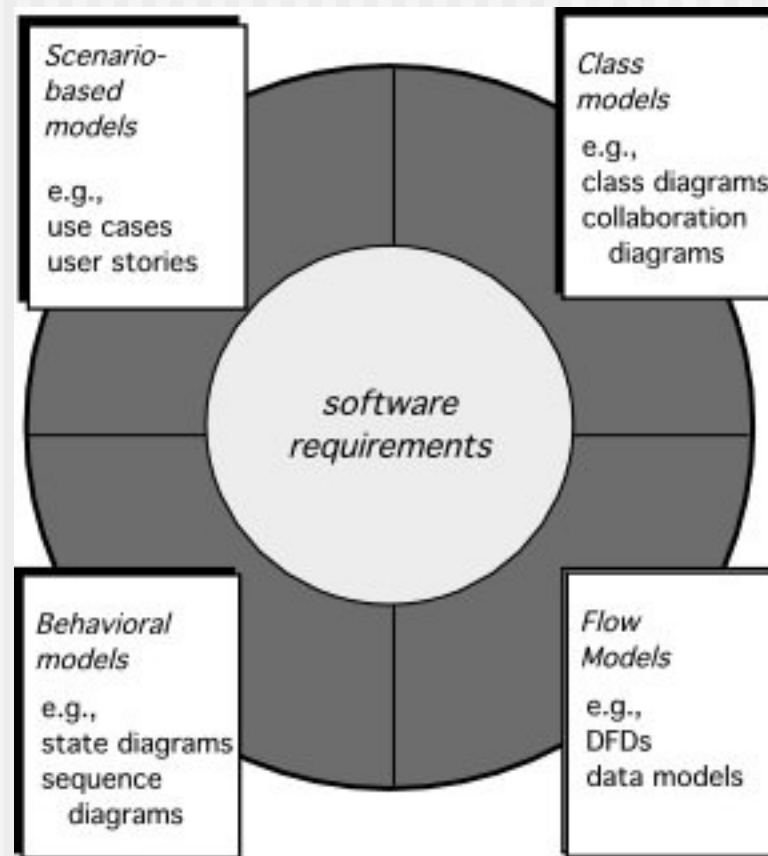 Scenario-
based
models
e.g.,
use cases
user stories
Class
models
e.g.,
class diagrams
collaboration
diagrams
software
requirements
Behavioral
models
e.g.,
state diagrams
sequence
diagrams
Flow
Models
e.g.,
DFDs
data models